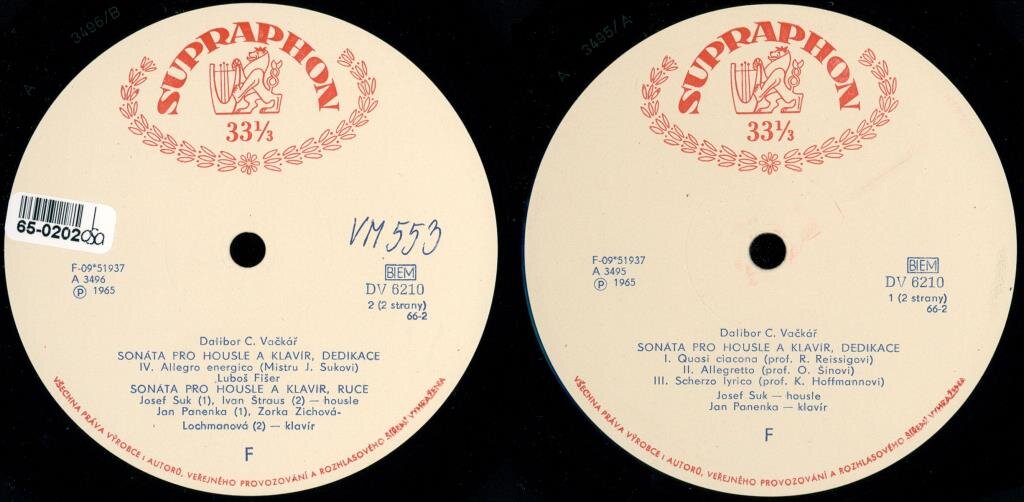 3496/B
A
SUPRAPHON
33⅓
65-0202
VM 553
F-09*51937
A 3496
Ⓟ 1965
BIEM
DV 6210
2 (2 strany)
66-2
Dalibor C. Vačkář
SONÁTA PRO HOUSLE A KLAVÍR, DEDIKACE
IV. Allegro energico (Mistru J. Sukovi)
Luboš Fišer
SONÁTA PRO HOUSLE A KLAVÍR, RUCE
Josef Suk (1), Ivan Štraus (2) — housle
Jan Panenka (1), Zorka Zichová-
Lochmanová (2) — klavír
F
VŠECHNA PRÁVA VÝROBCE I AUTORŮ, VEŘEJNÉHO PROVOZOVÁNÍ A ROZHLASOVÉHO ŠÍŘENÍ VYHRAŽENA
3495/A
A
SUPRAPHON
33⅓
F-09*51937
A 3495
Ⓟ 1965
BIEM
DV 6210
1 (2 strany)
66-2
Dalibor C. Vačkář
SONÁTA PRO HOUSLE A KLAVÍR, DEDIKACE
I. Quasi ciacona (prof. R. Reissigovi)
II. Allegretto (prof. O. Šínovi)
III. Scherzo lyrico (prof. K. Hoffmannovi)
Josef Suk — housle
Jan Panenka — klavír
F
VŠECHNA PRÁVA VÝROBCE I AUTORŮ, VEŘEJNÉHO PROVOZOVÁNÍ A ROZHLASOVÉHO ŠÍŘENÍ VYHRAŽENA